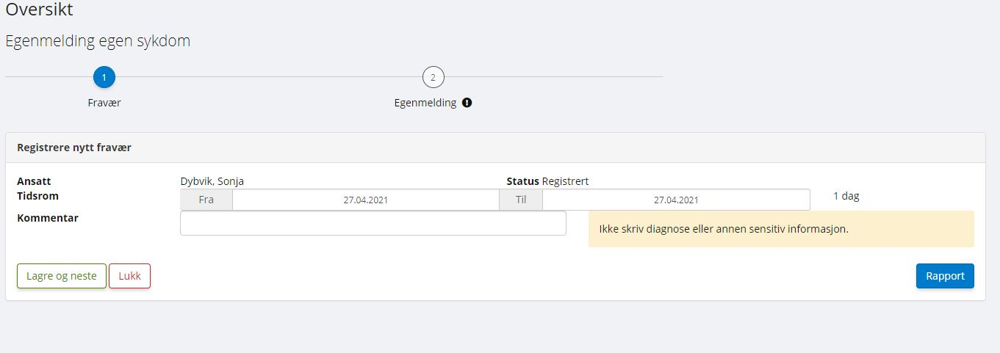 Oversikt
Egenmelding egen sykdom
1 2
Fravær Egenmelding
Registrere nytt fravær
Ansatt Dybvik, Sonja Status Registrert
Tidsrom Fra 27.04.2021 Til 27.04.2021 1 dag
Kommentar
Ikke skriv diagnose eller annen sensitiv informasjon.
Lagre og neste Lukk Rapport